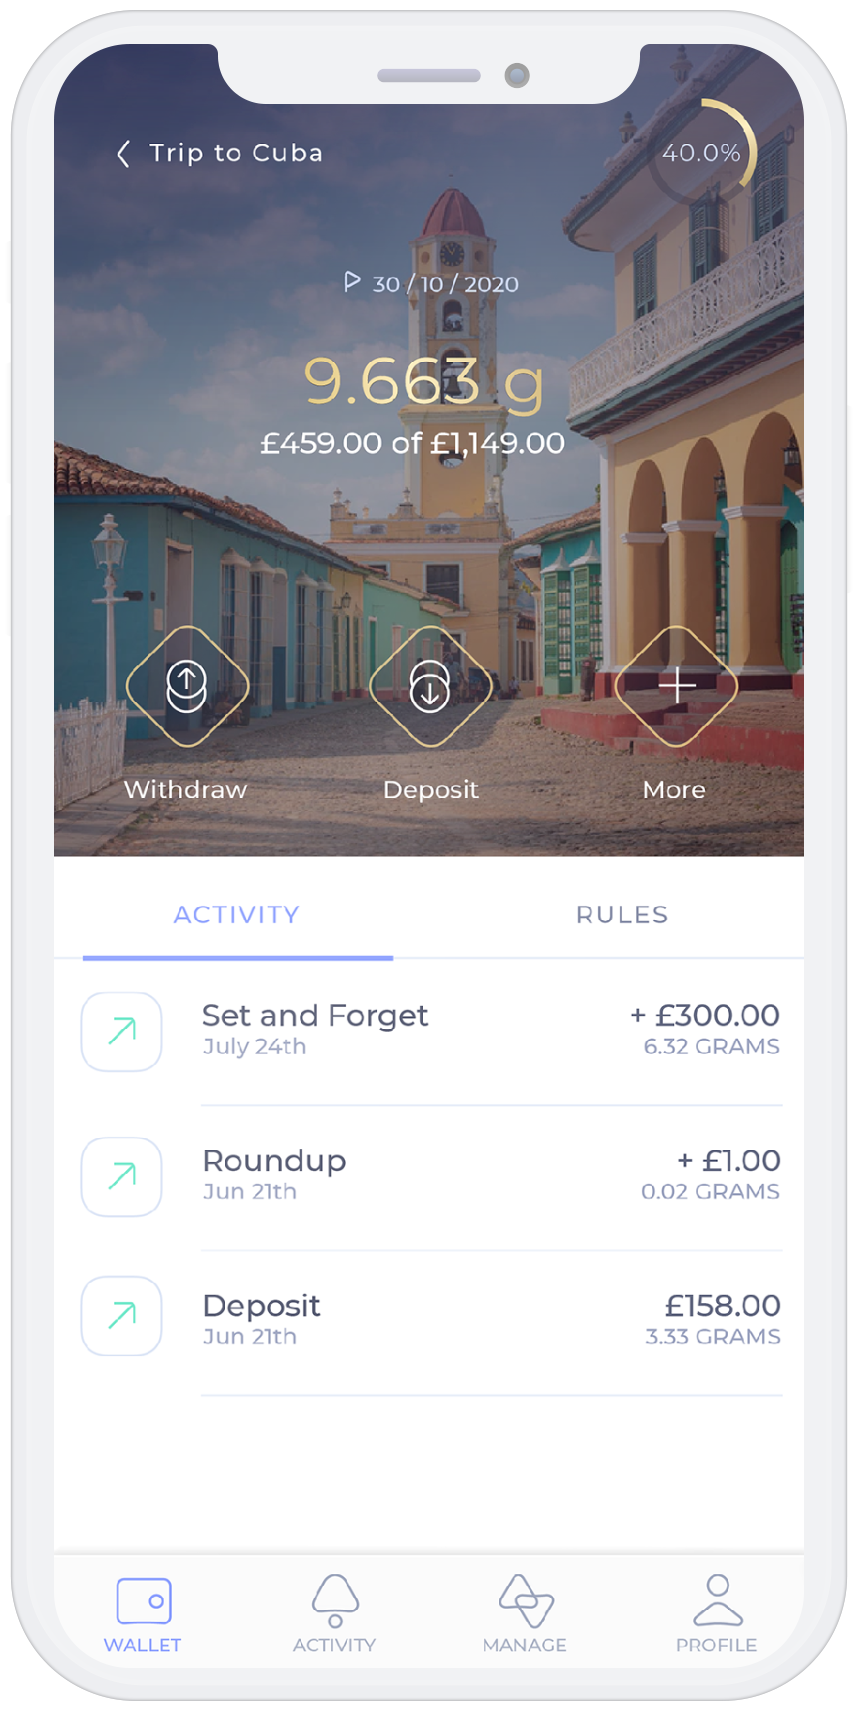 Trip to Cuba
40.0%
30 / 10 / 2020
9.663 g
£459.00 of £1,149.00
Withdraw
Deposit
More
ACTIVITY
RULES
Set and Forget
+ £300.00
July 24th
6.32 GRAMS
Roundup
+ £1.00
Jun 21th
0.02 GRAMS
Deposit
£158.00
Jun 21th
3.33 GRAMS
WALLET
ACTIVITY
MANAGE
PROFILE